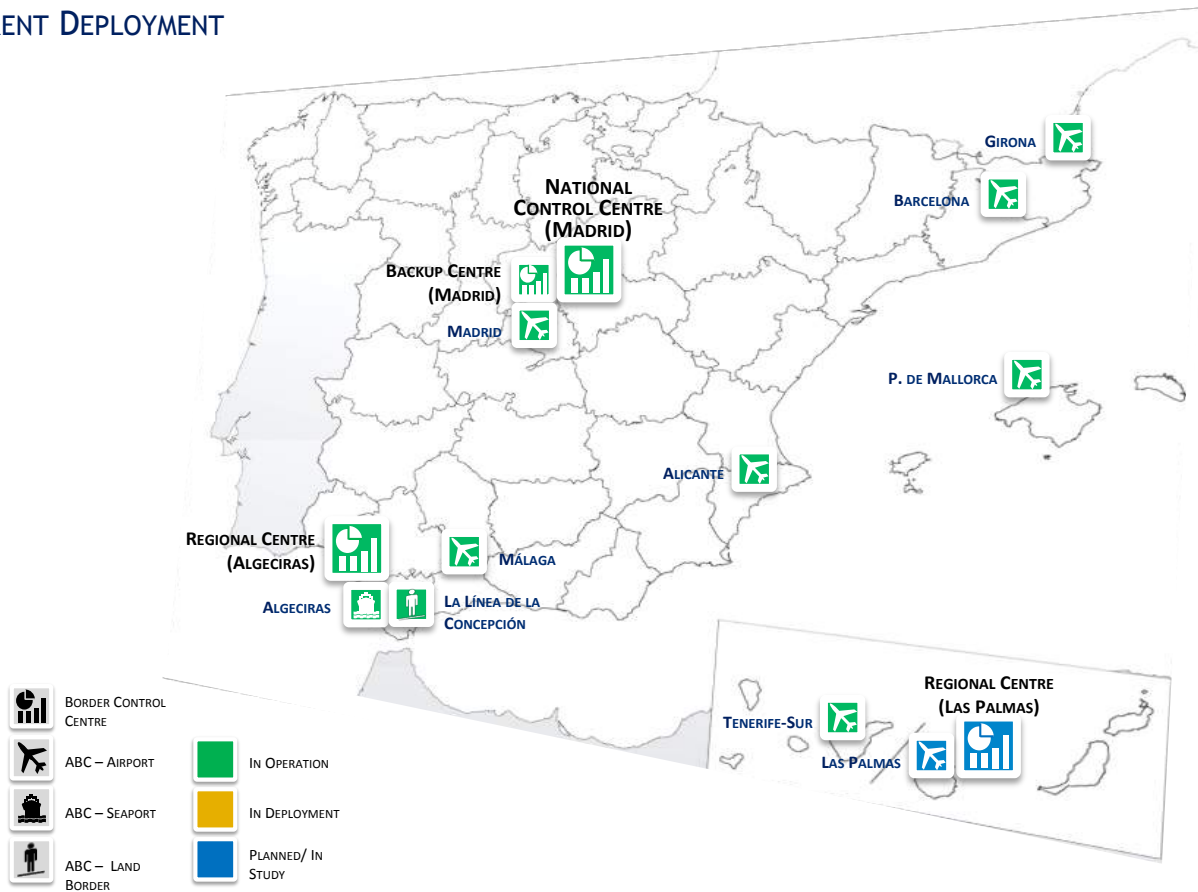 ENT DEPLOYMENT
GIRONA
BARCELONA
NATIONAL
CONTROL CENTRE
(MADRID)
BACKUP CENTRE
(MADRID)
MADRID
P. DE MALLORCA
ALICANTE
REGIONAL CENTRE
(ALGECIRAS)
MÁLAGA
ALGECIRAS
LA LÍNEA DE LA
CONCEPCIÓN
REGIONAL CENTRE
(LAS PALMAS)
TENERIFE-SUR
LAS PALMAS
BORDER CONTROL
CENTRE
ABC – AIRPORT
ABC – SEAPORT
ABC – LAND
BORDER
IN OPERATION
IN DEPLOYMENT
PLANNED/ IN
STUDY